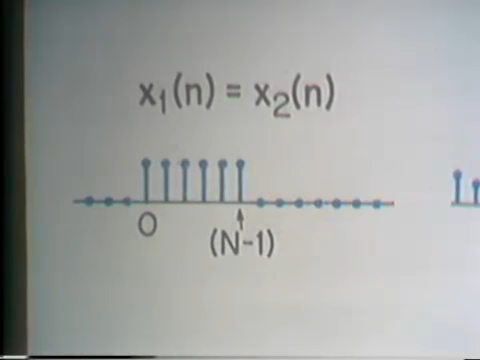 x₁(n) = x₂(n)
0
(N-1)